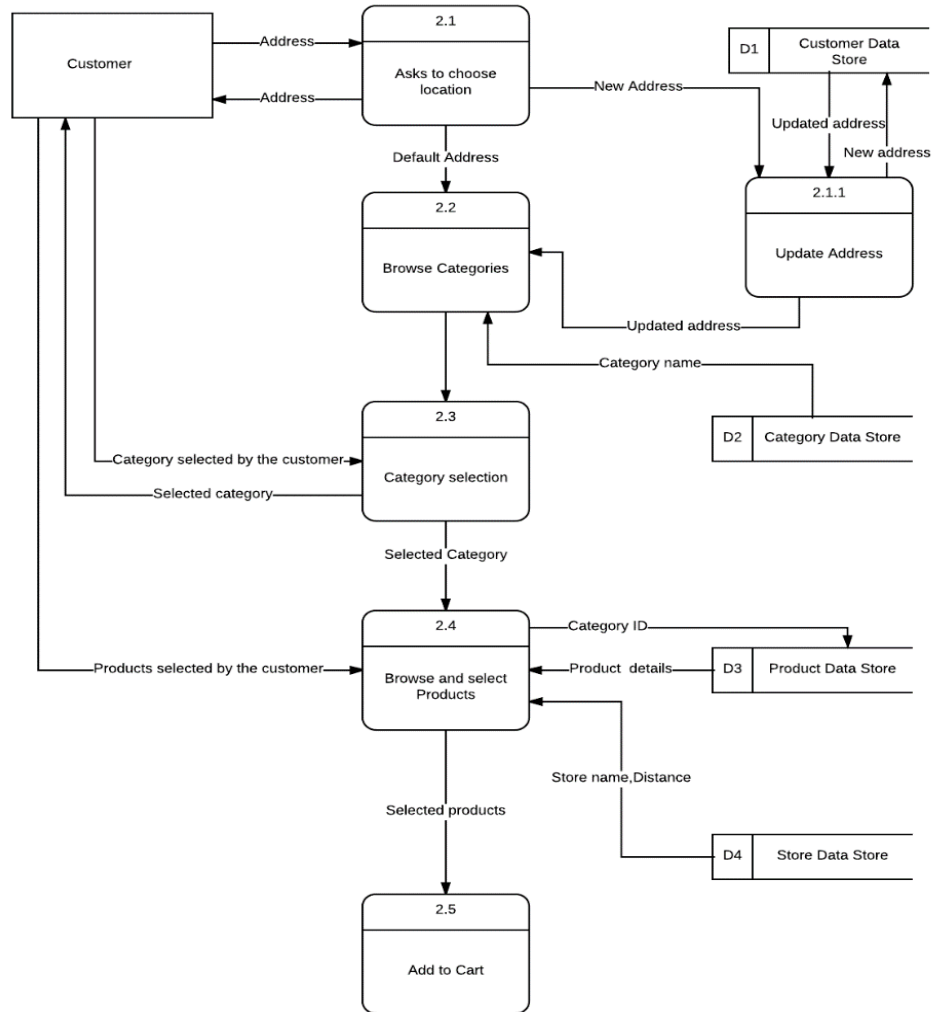 2.1
D1
Customer Data
Store
Customer
Address
Asks to choose
location
Address
New Address
Updated address
New address
Default Address
2.2
2.1.1
Browse Categories
Update Address
Updated address
Category name
2.3
D2
Category Data Store
Category selected by the customer
Category selection
Selected category
Selected Category
2.4
Category ID
Products selected by the customer
Browse and select
Products
Product details
D3
Product Data Store
Store name,Distance
Selected products
D4
Store Data Store
2.5
Add to Cart